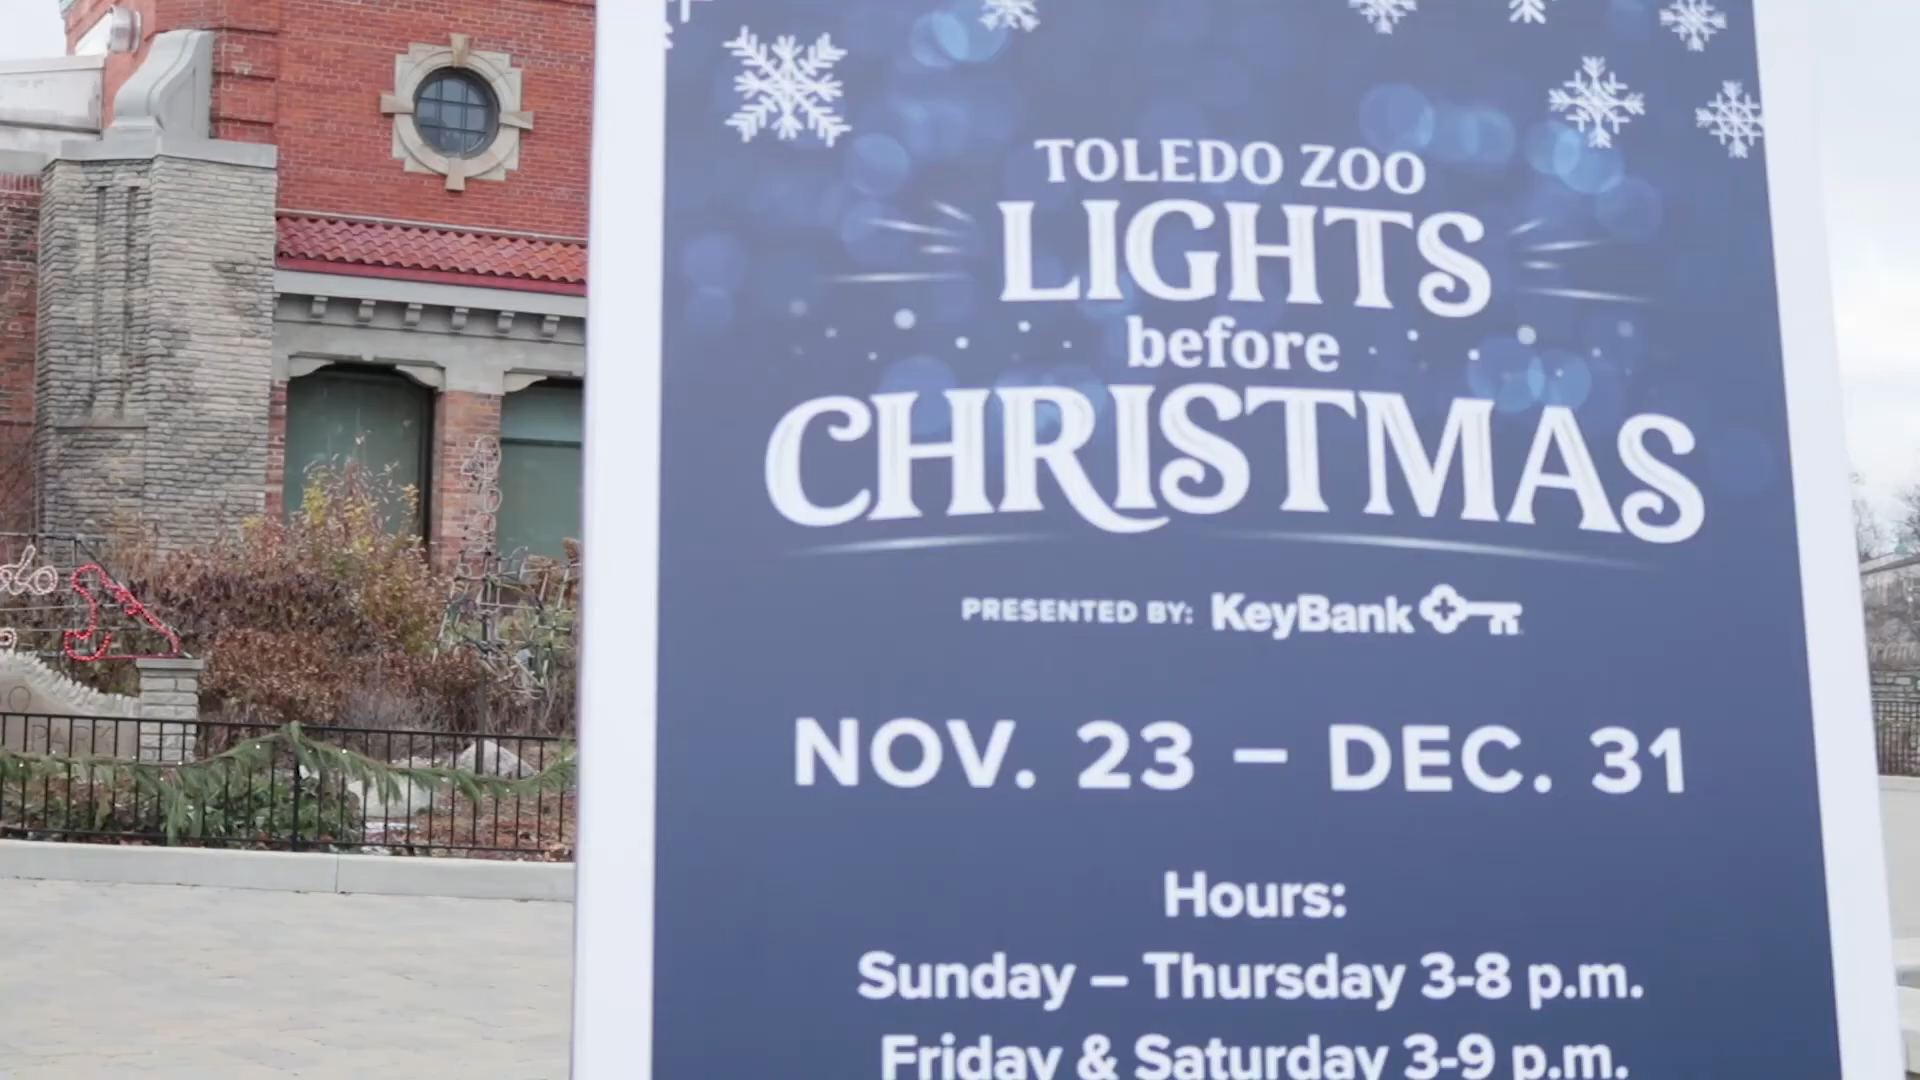 TOLEDO ZOO
LIGHTS
before
CHRISTMAS
PRESENTED BY: KeyBank
NOV. 23 – DEC. 31
Hours:
Sunday – Thursday 3-8 p.m.
Friday & Saturday 3-9 p.m.